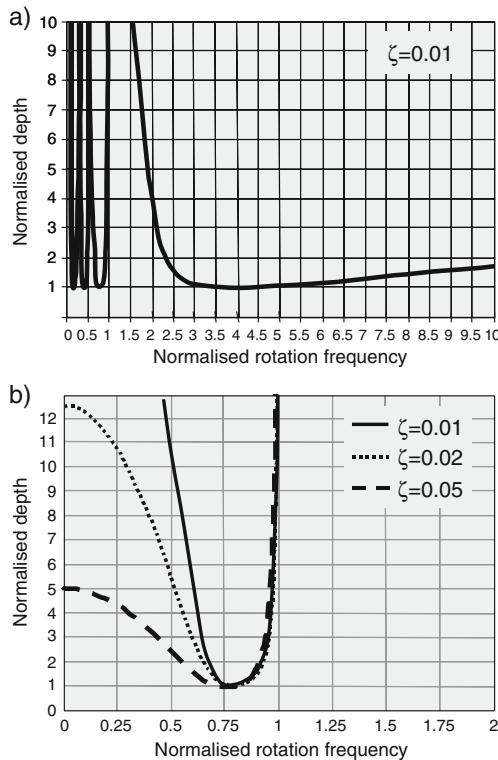 a)
10
9
8
7
6
5
4
3
2
1
Normalised depth
ζ=0.01
0 0.5 1 1.5 2 2.5 3 3.5 4 4.5 5 5.5 6 6.5 7 7.5 8 8.5 9 9.5 10
Normalised rotation frequency
b)
12
11
10
9
8
7
6
5
4
3
2
1
0
Normalised depth
ζ=0.01
ζ=0.02
ζ=0.05
0 0.25 0.5 0.75 1 1.25 1.5 1.75 2
Normalised rotation frequency